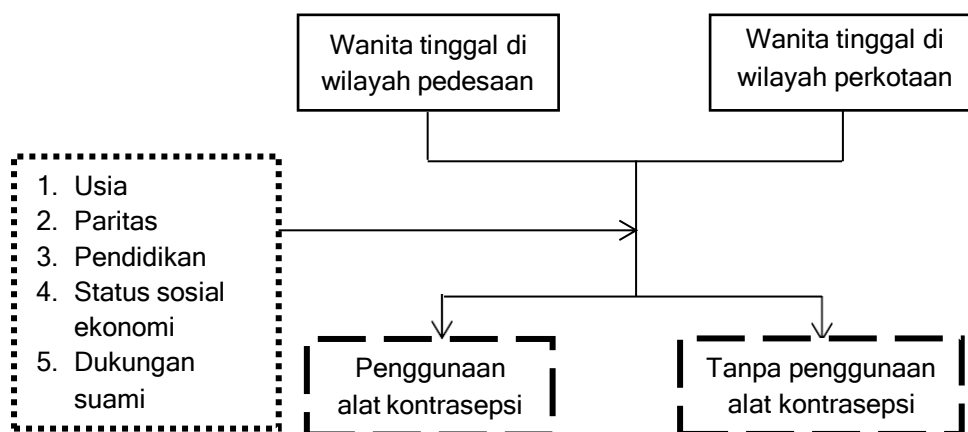 Wanita tinggal di
wilayah pedesaan
Wanita tinggal di
wilayah perkotaan
1. Usia
2. Paritas
3. Pendidikan
4. Status sosial
ekonomi
5. Dukungan
suami
Penggunaan
alat kontrasepsi
Tanpa penggunaan
alat kontrasepsi